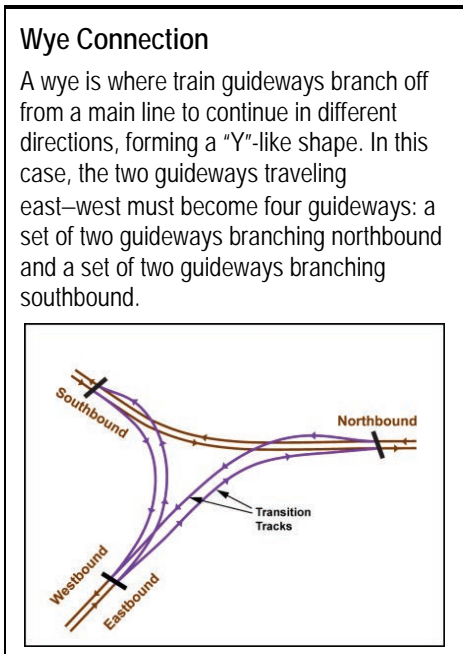 Wye Connection
A wye is where train guideways branch off
from a main line to continue in different
directions, forming a “Y”-like shape. In this
case, the two guideways traveling
east–west must become four guideways: a
set of two guideways branching northbound
and a set of two guideways branching
southbound.
Southbound
Northbound
Transition
Tracks
Westbound
Eastbound